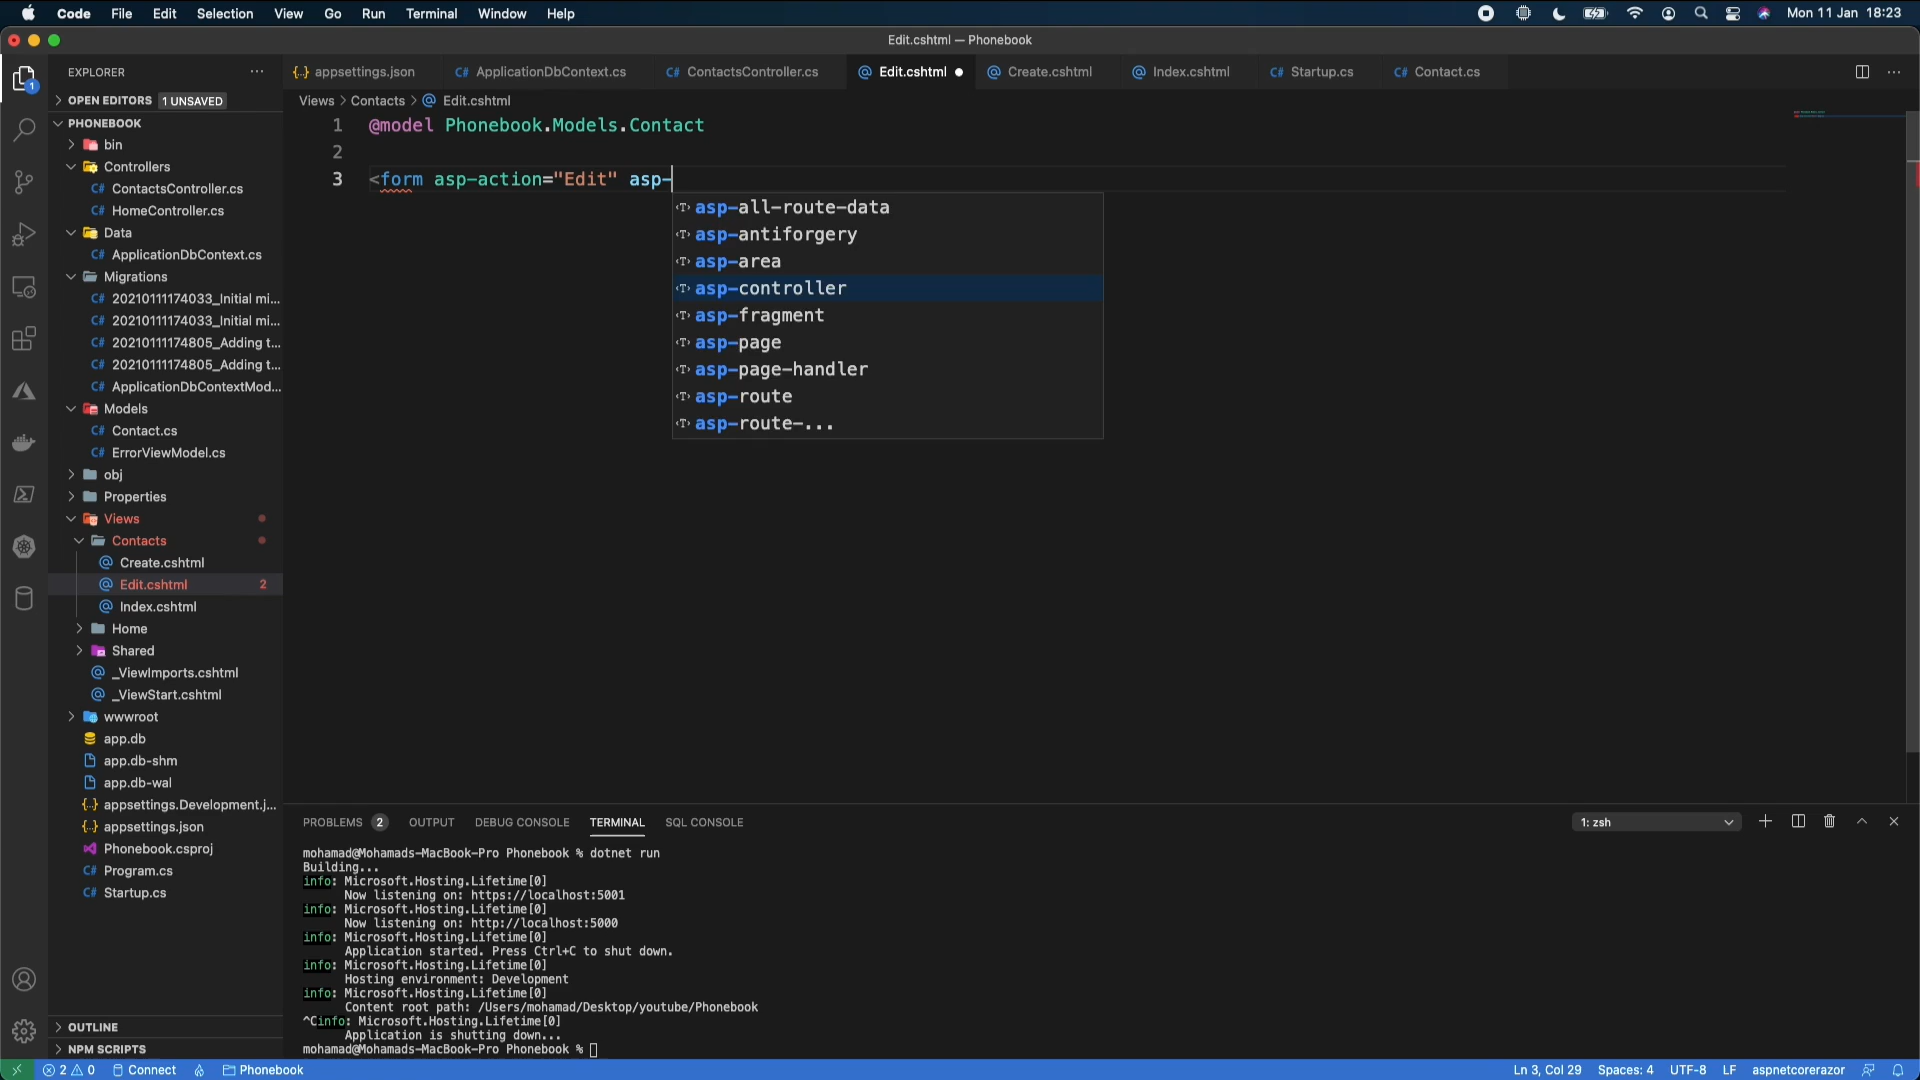 Code File Edit Selection View Go Run Terminal Window Help Mon 11 Jan 18:23
Edit.cshtml — Phonebook
EXPLORER
appsettings.json ApplicationDbContext.cs ContactsController.cs Edit.cshtml Create.cshtml Index.cshtml Startup.cs Contact.cs
OPEN EDITORS 1 UNSAVED
Views > Contacts > Edit.cshtml
PHONEBOOK
bin
Controllers
ContactsController.cs
HomeController.cs
Data
ApplicationDbContext.cs
Migrations
20210111174033_Initial mi...
20210111174033_Initial mi...
20210111174805_Adding t...
20210111174805_Adding t...
ApplicationDbContextMod...
Models
Contact.cs
ErrorViewModel.cs
obj
Properties
Views
Contacts
Create.cshtml
Edit.cshtml 2
Index.cshtml
Home
Shared
_ViewImports.cshtml
_ViewStart.cshtml
wwwroot
app.db
app.db-shm
app.db-wal
appsettings.Development.j...
appsettings.json
Phonebook.csproj
Program.cs
Startup.cs
OUTLINE
NPM SCRIPTS
1 @model Phonebook.Models.Contact
2
3 <form asp-action="Edit" asp-
asp-all-route-data
asp-antiforgery
asp-area
asp-controller
asp-fragment
asp-page
asp-page-handler
asp-route
asp-route-...
PROBLEMS 2 OUTPUT DEBUG CONSOLE TERMINAL SQL CONSOLE 1: zsh
mohamad@Mohamads-MacBook-Pro Phonebook % dotnet run
Building...
info: Microsoft.Hosting.Lifetime[0]
Now listening on: https://localhost:5001
info: Microsoft.Hosting.Lifetime[0]
Now listening on: http://localhost:5000
info: Microsoft.Hosting.Lifetime[0]
Application started. Press Ctrl+C to shut down.
info: Microsoft.Hosting.Lifetime[0]
Hosting environment: Development
info: Microsoft.Hosting.Lifetime[0]
Content root path: /Users/mohamad/Desktop/youtube/Phonebook
^Cinfo: Microsoft.Hosting.Lifetime[0]
Application is shutting down...
mohamad@Mohamads-MacBook-Pro Phonebook %
2 0 Connect Phonebook Ln 3, Col 29 Spaces: 4 UTF-8 LF aspnetcorerazor